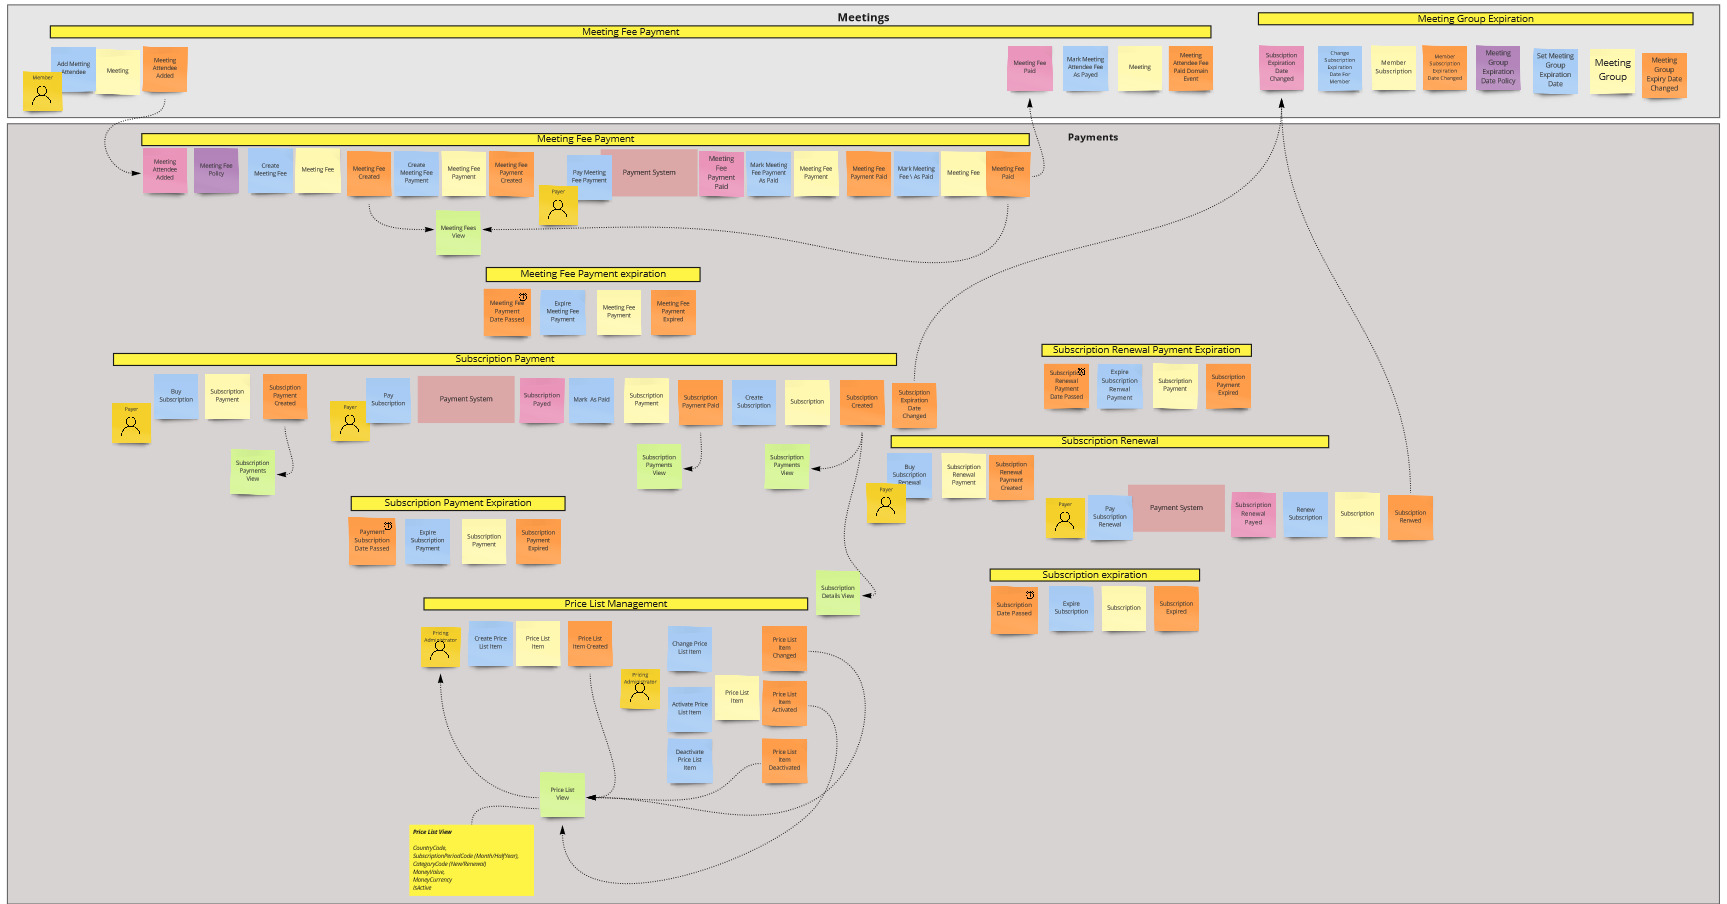 Meetings
Meeting Group Expiration
Meeting Fee Payment
Member
Add Metting
Attendee
Meeting
Meeting
Attendee
Added
Meeting Fee
Paid
Mark Meeting
Attendee Fee
As Payed
Meeting
Meeting
Attendee Fee
Paid Domain
Event
Subscription
Expiration
Date
Changed
Change
Subscription
Expiration
Date For
Member
Member
Subscription
Member
Subscription
Expiration
Date Changed
Meeting
Group
Expiration
Date Policy
Set Meeting
Group
Expiration
Date
Meeting
Group
Meeting
Group
Expiry Date
Changed
Payments
Meeting Fee Payment
Meeting
Attendee
Added
Meeting Fee
Policy
Create
Meeting Fee
Meeting Fee
Meeting Fee
Created
Create
Meeting Fee
Payment
Meeting Fee
Payment
Meeting Fee
Payment
Created
Payer
Pay Meeting
Fee Payment
Payment System
Meeting
Fee
Payment
Paid
Mark Meeting
Fee Payment
As Paid
Meeting Fee
Payment
Meeting Fee
Payment Paid
Mark Meeting
Fee \ As Paid
Meeting Fee
Meeting Fee
Paid
Meeting Fees
View
Meeting Fee Payment expiration
Meeting Fee
Payment
Date Passed
Expire
Meeting Fee
Payment
Meeting Fee
Payment
Meeting Fee
Payment
Expired
Subscription Payment
Payer
Buy
Subscription
Subscription
Payment
Subscription
Payment
Created
Payer
Pay
Subscription
Payment System
Subscription
Payed
Mark As Paid
Subscription
Payment
Subscription
Payment Paid
Create
Subscription
Subscription
Subscription
Created
Subscription
Expiration
Date
Changed
Subscription
Payments
View
Subscription
Payments
View
Subscription
Payments
View
Subscription Renewal Payment Expiration
Subscription
Renewal
Payment
Date Passed
Expire
Subscription
Renwal
Payment
Subscription
Payment
Subscription
Payment
Expired
Subscription Renewal
Payer
Buy
Subscription
Renewal
Subscription
Renewal
Payment
Subscription
Renewal
Payment
Created
Payer
Pay
Subscription
Renewal
Payment System
Subscription
Renewal
Payed
Renew
Subscription
Subscription
Subscription
Renwed
Subscription Payment Expiration
Payment
Subscription
Date Passed
Expire
Subscription
Payment
Subscription
Payment
Subscription
Payment
Expired
Subscription
Details View
Subscription expiration
Subscription
Date Passed
Expire
Subscription
Subscription
Subscription
Expired
Price List Management
Pricing
Administrator
Create Price
List Item
Price List
Item
Price List
Item Created
Pricing
Administrator
Change Price
List Item
Price List
Item
Changed
Activate Price
List Item
Price List
Item
Price List
Item
Activated
Deactivate
Price List
Item
Price List
Item
Deactivated
Price List
View
Price List View
CountryCode,
SubscriptionPeriodCode (Month/HalfYear),
CategoryCode (New/Renewal)
MoneyValue,
MoneyCurrency
IsActive